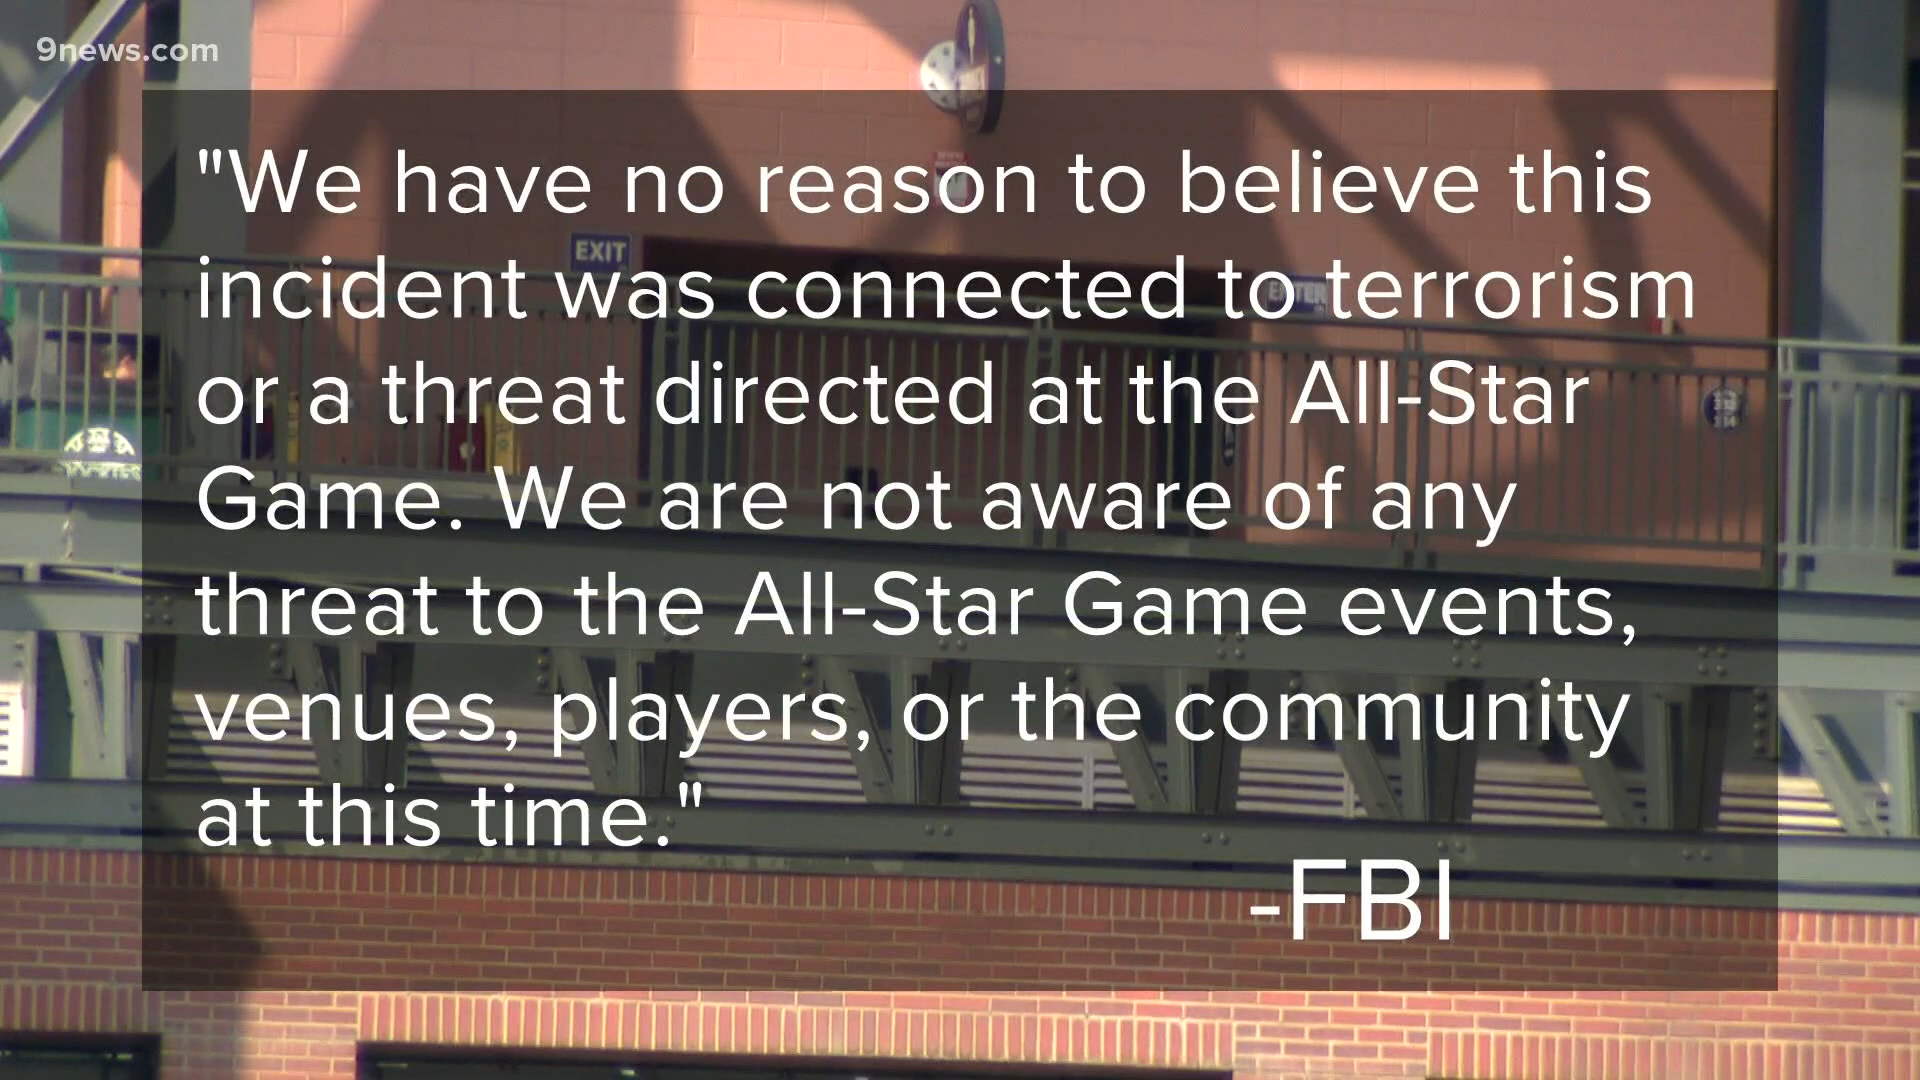 9news.com
"We have no reason to believe this
incident was connected to terrorism
or a threat directed at the All-Star
Game. We are not aware of any
threat to the All-Star Game events,
venues, players, or the community
at this time."
-FBI
EXIT
ENTER